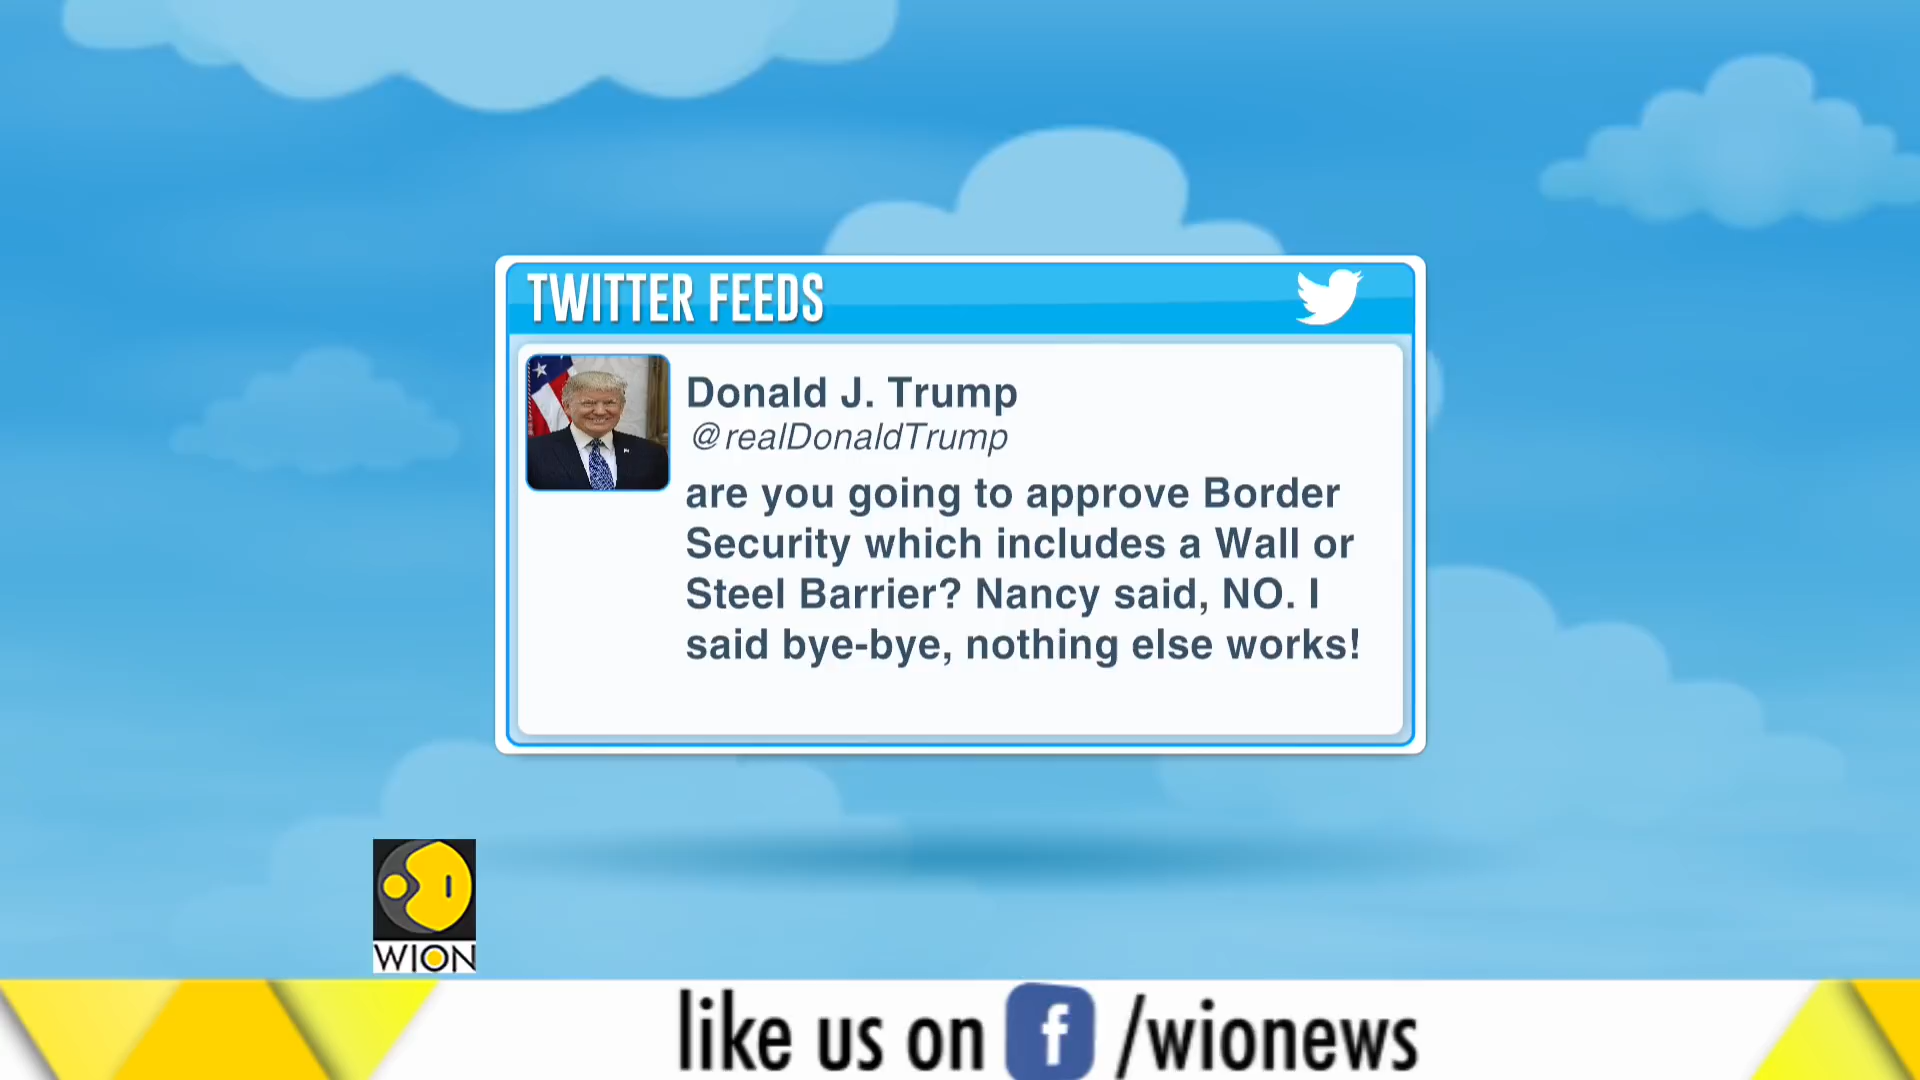 TWITTER FEEDS
Donald J. Trump
@realDonaldTrump
are you going to approve Border
Security which includes a Wall or
Steel Barrier? Nancy said, NO. I
said bye-bye, nothing else works!
WION
like us on f /wionews